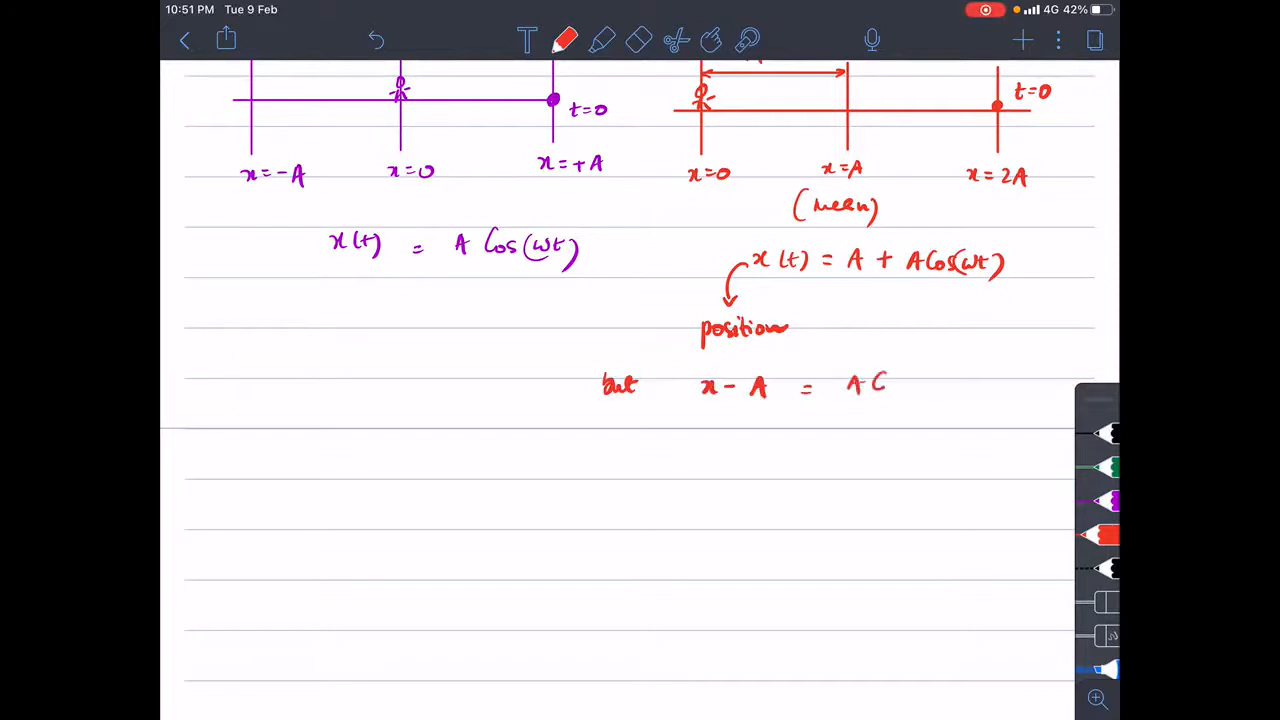 10:51 PM Tue 9 Feb 4G 42%
t=0
t=0
x=-A x=0 x=+A
x=0 x=A x=2A
(mean)
x(t) = A Cos(ωt)
x(t) = A + A Cos(ωt)
position
but x - A = A C